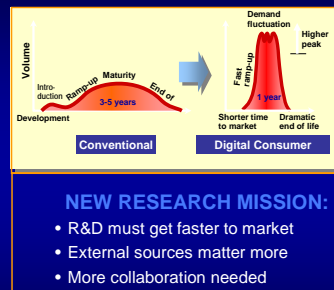 Volume
Intro-
duction
Ramp-up
Maturity
End of
3-5 years
Development
Conventional
Demand
fluctuation
Higher
peak
Fast
ramp-up
1 year
Shorter time
to market
Dramatic
end of life
Digital Consumer
NEW RESEARCH MISSION:
• R&D must get faster to market
• External sources matter more
• More collaboration needed